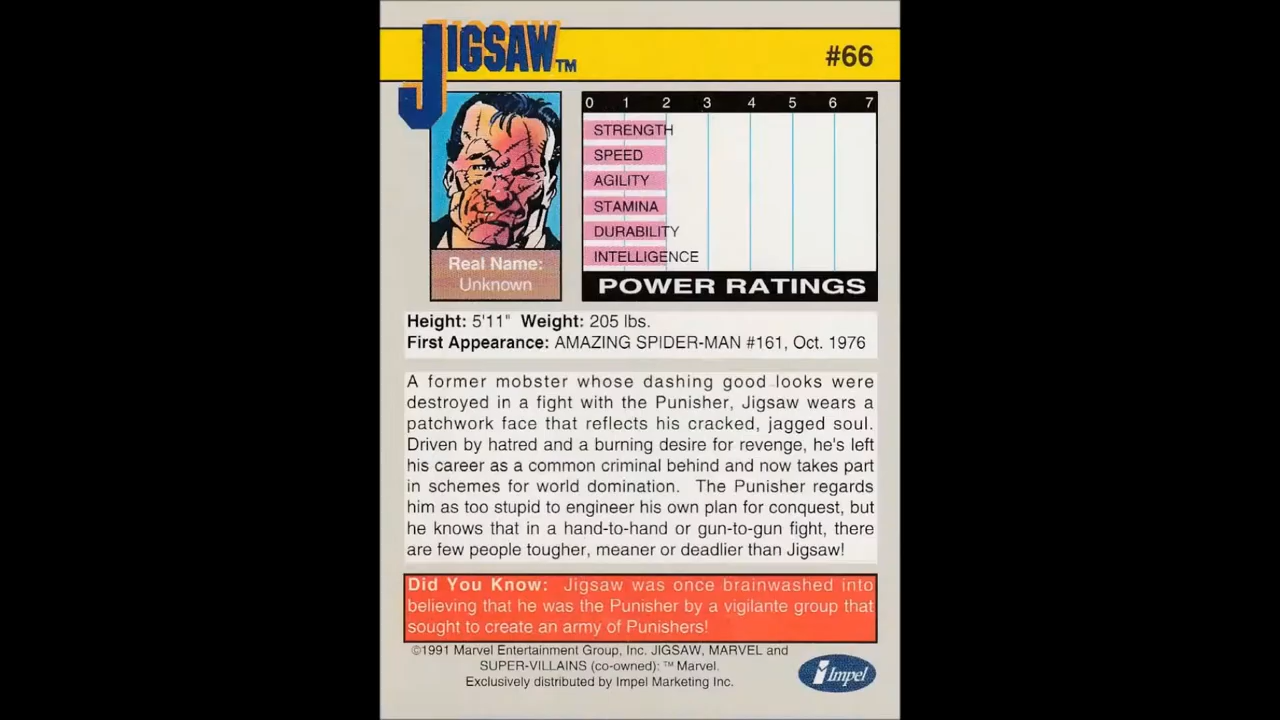 JIGSAW TM
#66
0 1 2 3 4 5 6 7
STRENGTH
SPEED
AGILITY
STAMINA
DURABILITY
INTELLIGENCE
POWER RATINGS
Real Name:
Unknown
Height: 5'11" Weight: 205 lbs.
First Appearance: AMAZING SPIDER-MAN #161, Oct. 1976
A former mobster whose dashing good looks were
destroyed in a fight with the Punisher, Jigsaw wears a
patchwork face that reflects his cracked, jagged soul.
Driven by hatred and a burning desire for revenge, he's left
his career as a common criminal behind and now takes part
in schemes for world domination. The Punisher regards
him as too stupid to engineer his own plan for conquest, but
he knows that in a hand-to-hand or gun-to-gun fight, there
are few people tougher, meaner or deadlier than Jigsaw!
Did You Know: Jigsaw was once brainwashed into
believing that he was the Punisher by a vigilante group that
sought to create an army of Punishers!
©1991 Marvel Entertainment Group, Inc. JIGSAW, MARVEL and
SUPER-VILLAINS (co-owned): ™ Marvel.
Exclusively distributed by Impel Marketing Inc.
Impel